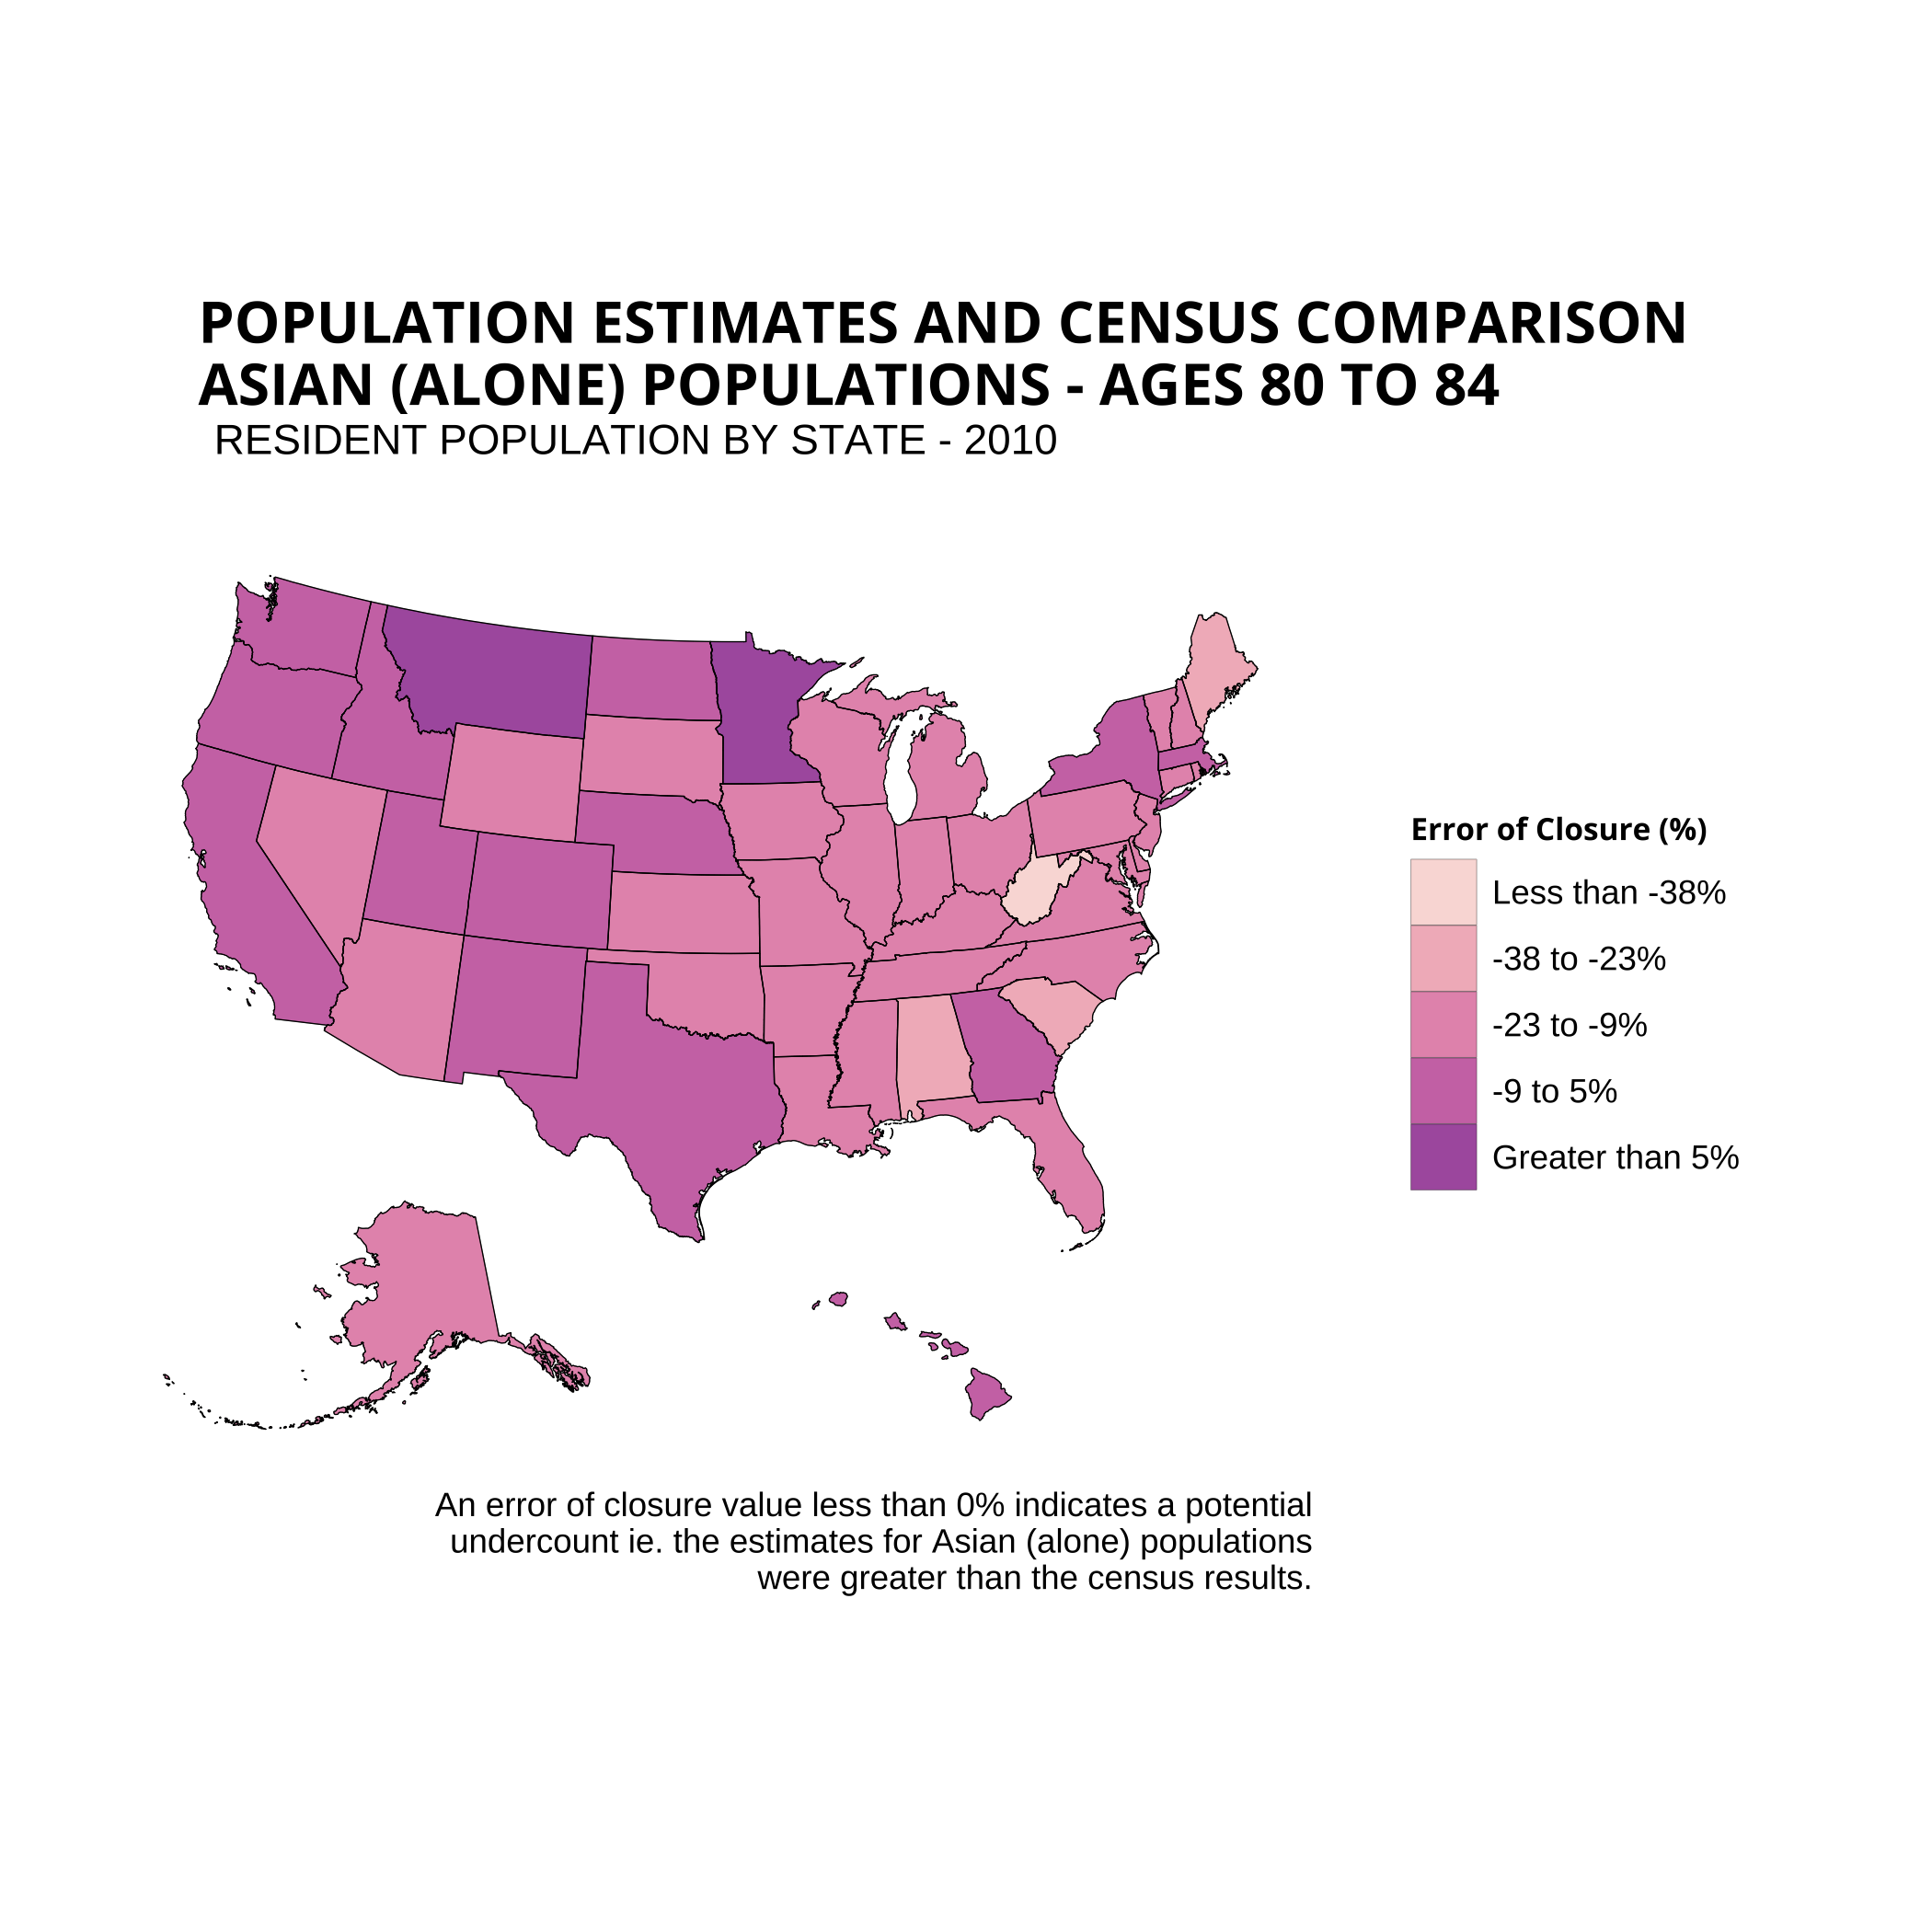 POPULATION ESTIMATES AND CENSUS COMPARISON
ASIAN (ALONE) POPULATIONS - AGES 80 TO 84
RESIDENT POPULATION BY STATE - 2010
Error of Closure (%)
Less than -38%
-38 to -23%
-23 to -9%
-9 to 5%
Greater than 5%
An error of closure value less than 0% indicates a potential
undercount ie. the estimates for Asian (alone) populations
were greater than the census results.